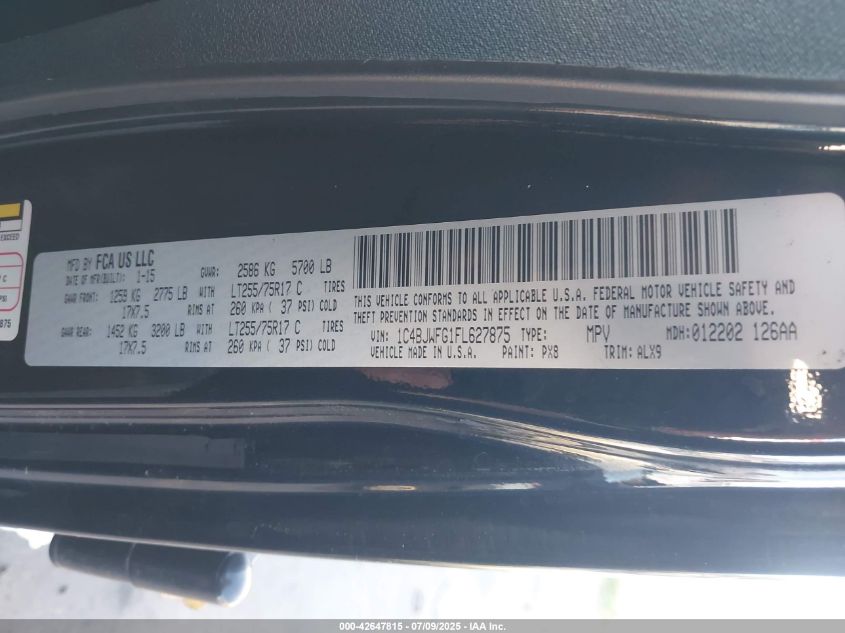 EXCEED
C
PSI
875
MFD BY FCA US LLC
DATE OF MFR(BUILT): 1-15 GVWR: 2586 KG 5700 LB
GAWR FRONT: 1259 KG 2775 LB WITH LT255/75R17 C TIRES
17X7.5 RIMS AT 260 KPA ( 37 PSI) COLD
GAWR REAR: 1452 KG 3200 LB WITH LT255/75R17 C TIRES
17X7.5 RIMS AT 260 KPA ( 37 PSI) COLD
THIS VEHICLE CONFORMS TO ALL APPLICABLE U.S.A. FEDERAL MOTOR VEHICLE SAFETY AND
THEFT PREVENTION STANDARDS IN EFFECT ON THE DATE OF MANUFACTURE SHOWN ABOVE.
VIN: 1C4BJWFG1FL627875 TYPE: MPV MDH:012202 126AA
VEHICLE MADE IN U.S.A. PAINT: PX8 TRIM: ALX9
000-42647815 - 07/09/2025 - IAA Inc.